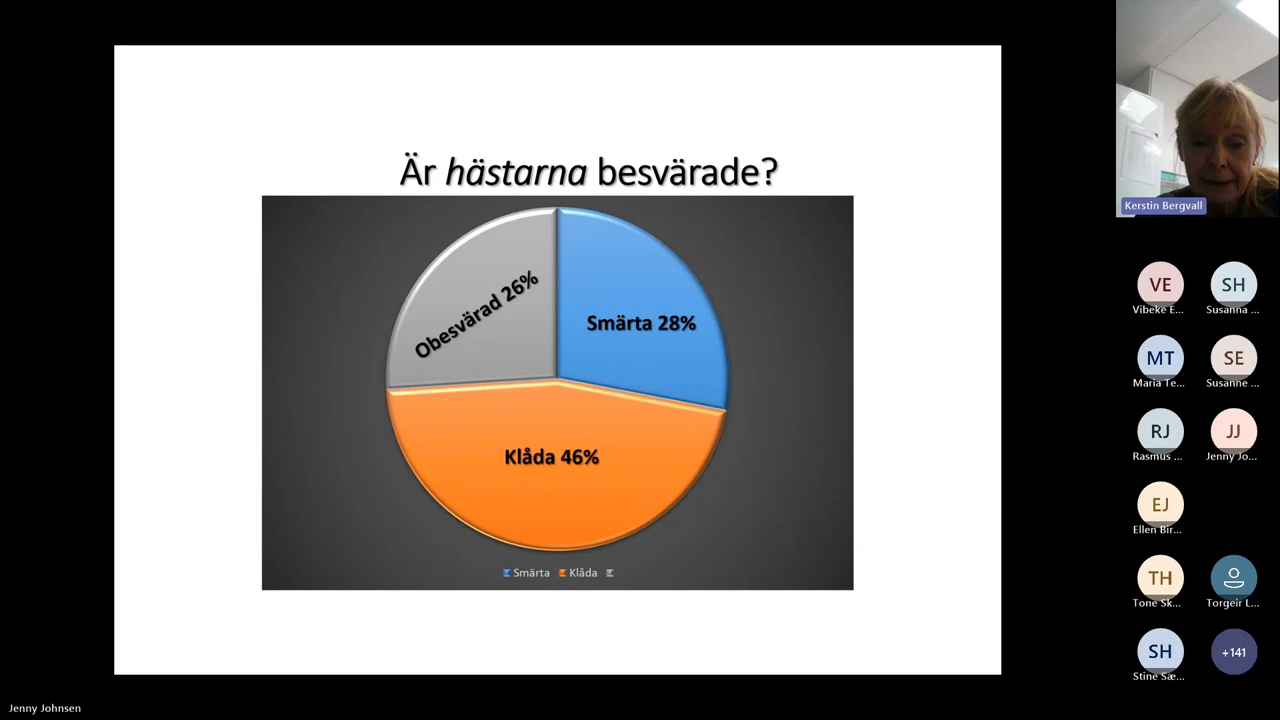 Är hästarna besvärade?
Obesvärad 26%
Smärta 28%
Klåda 46%
Smärta Klåda
Kerstin Bergvall
VE SH
Vibeke E... Susanna ...
MT SE
Maria Te... Susanne ...
RJ JJ
Rasmus ... Jenny Jo...
EJ
Ellen Bir...
TH
Tone Sk... Torgeir L...
SH +141
Stine Sæ...
Jenny Johnsen